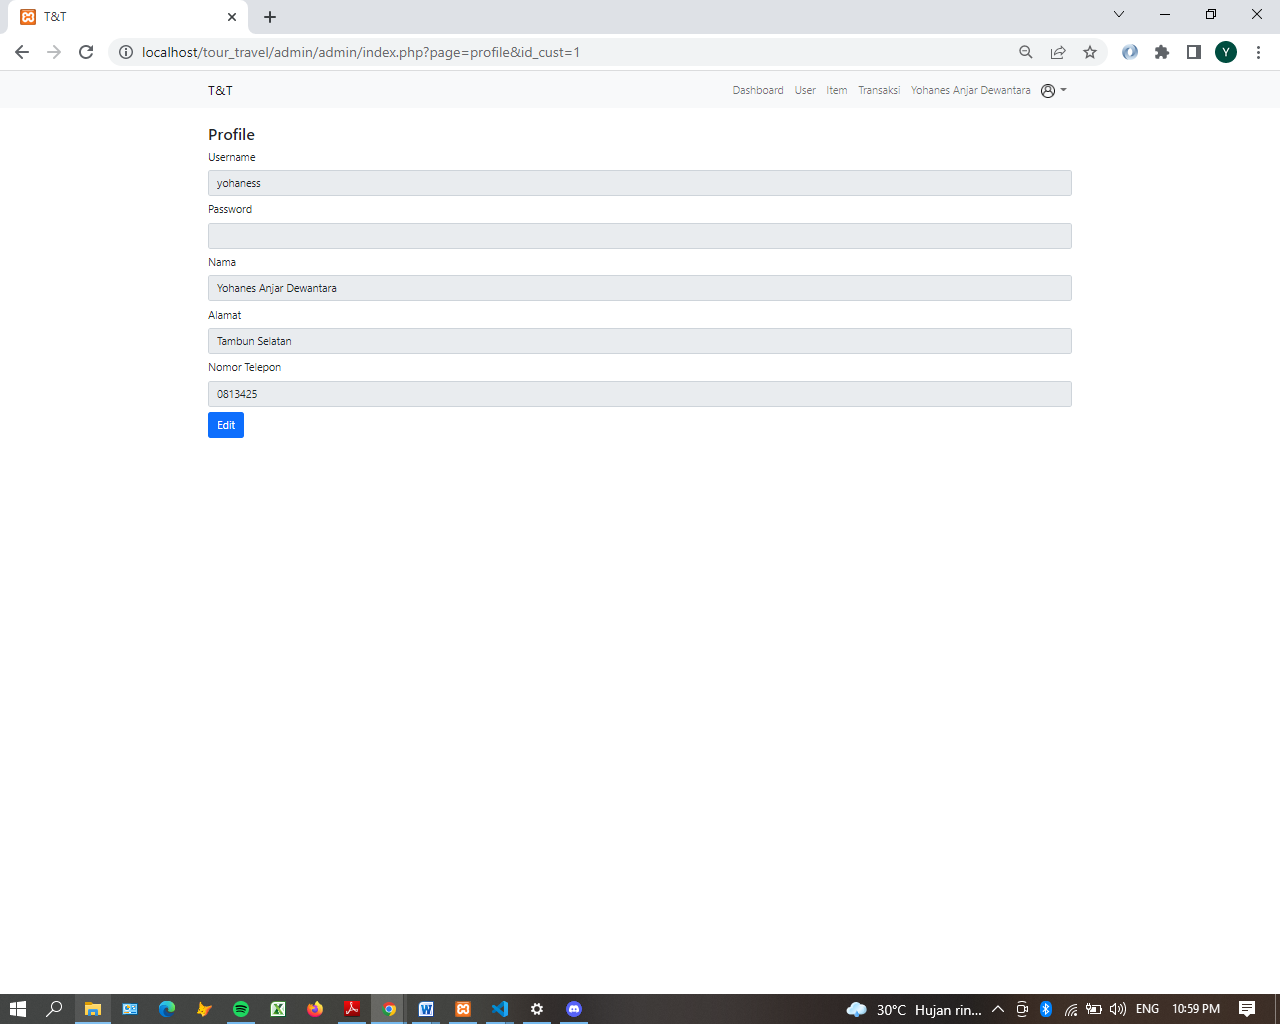 T&T
localhost/tour_travel/admin/admin/index.php?page=profile&id_cust=1
Y
T&T Dashboard User Item Transaksi Yohanes Anjar Dewantara
Profile
Username
yohaness
Password
Nama
Yohanes Anjar Dewantara
Alamat
Tambun Selatan
Nomor Telepon
0813425
Edit
30°C Hujan rin... ENG 10:59 PM